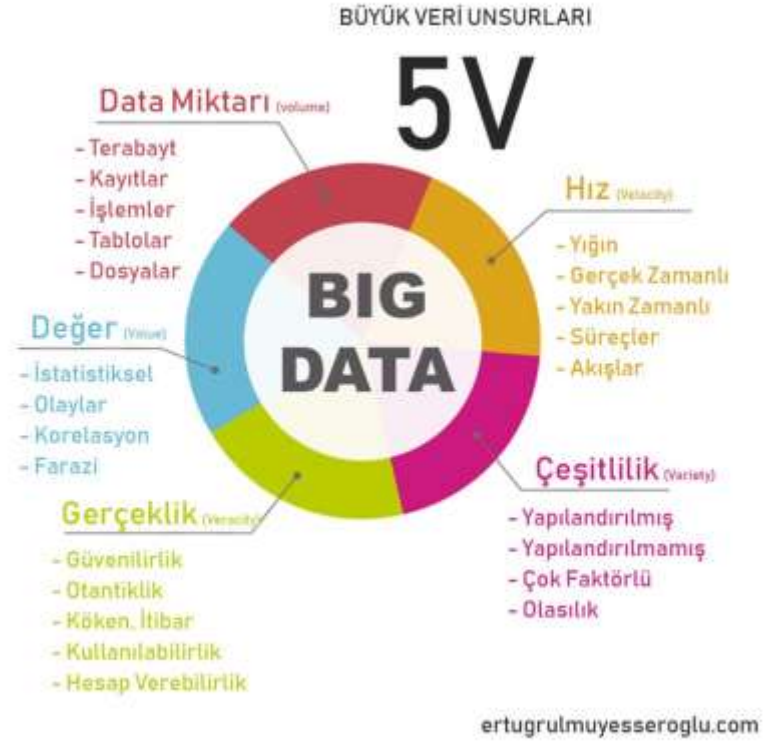 BÜYÜK VERİ UNSURLARI
5V
Data Miktarı (volume)
- Terabayt
- Kayıtlar
- İşlemler
- Tablolar
- Dosyalar
Hız (Velocity)
- Yığın
- Gerçek Zamanlı
- Yakın Zamanlı
- Süreçler
- Akışlar
BIG
DATA
Değer (Value)
- İstatistiksel
- Olaylar
- Korelasyon
- Farazi
Çeşitlilik (Variety)
- Yapılandırılmış
- Yapılandırılmamış
- Çok Faktörlü
- Olasılık
Gerçeklik (Veracity)
- Güvenilirlik
- Otantiklik
- Köken, İtibar
- Kullanılabilirlik
- Hesap Verebilirlik
ertugrulmuyesseroglu.com